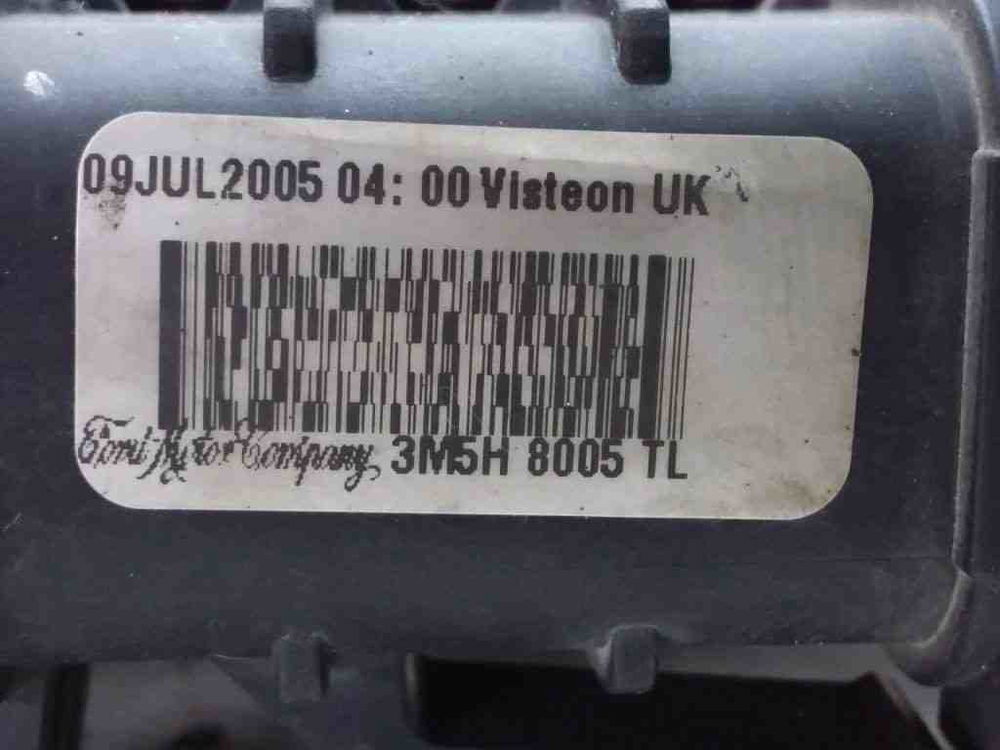 09JUL2005 04: 00 Visteon UK
Ford Motor Company 3M5H 8005 TL